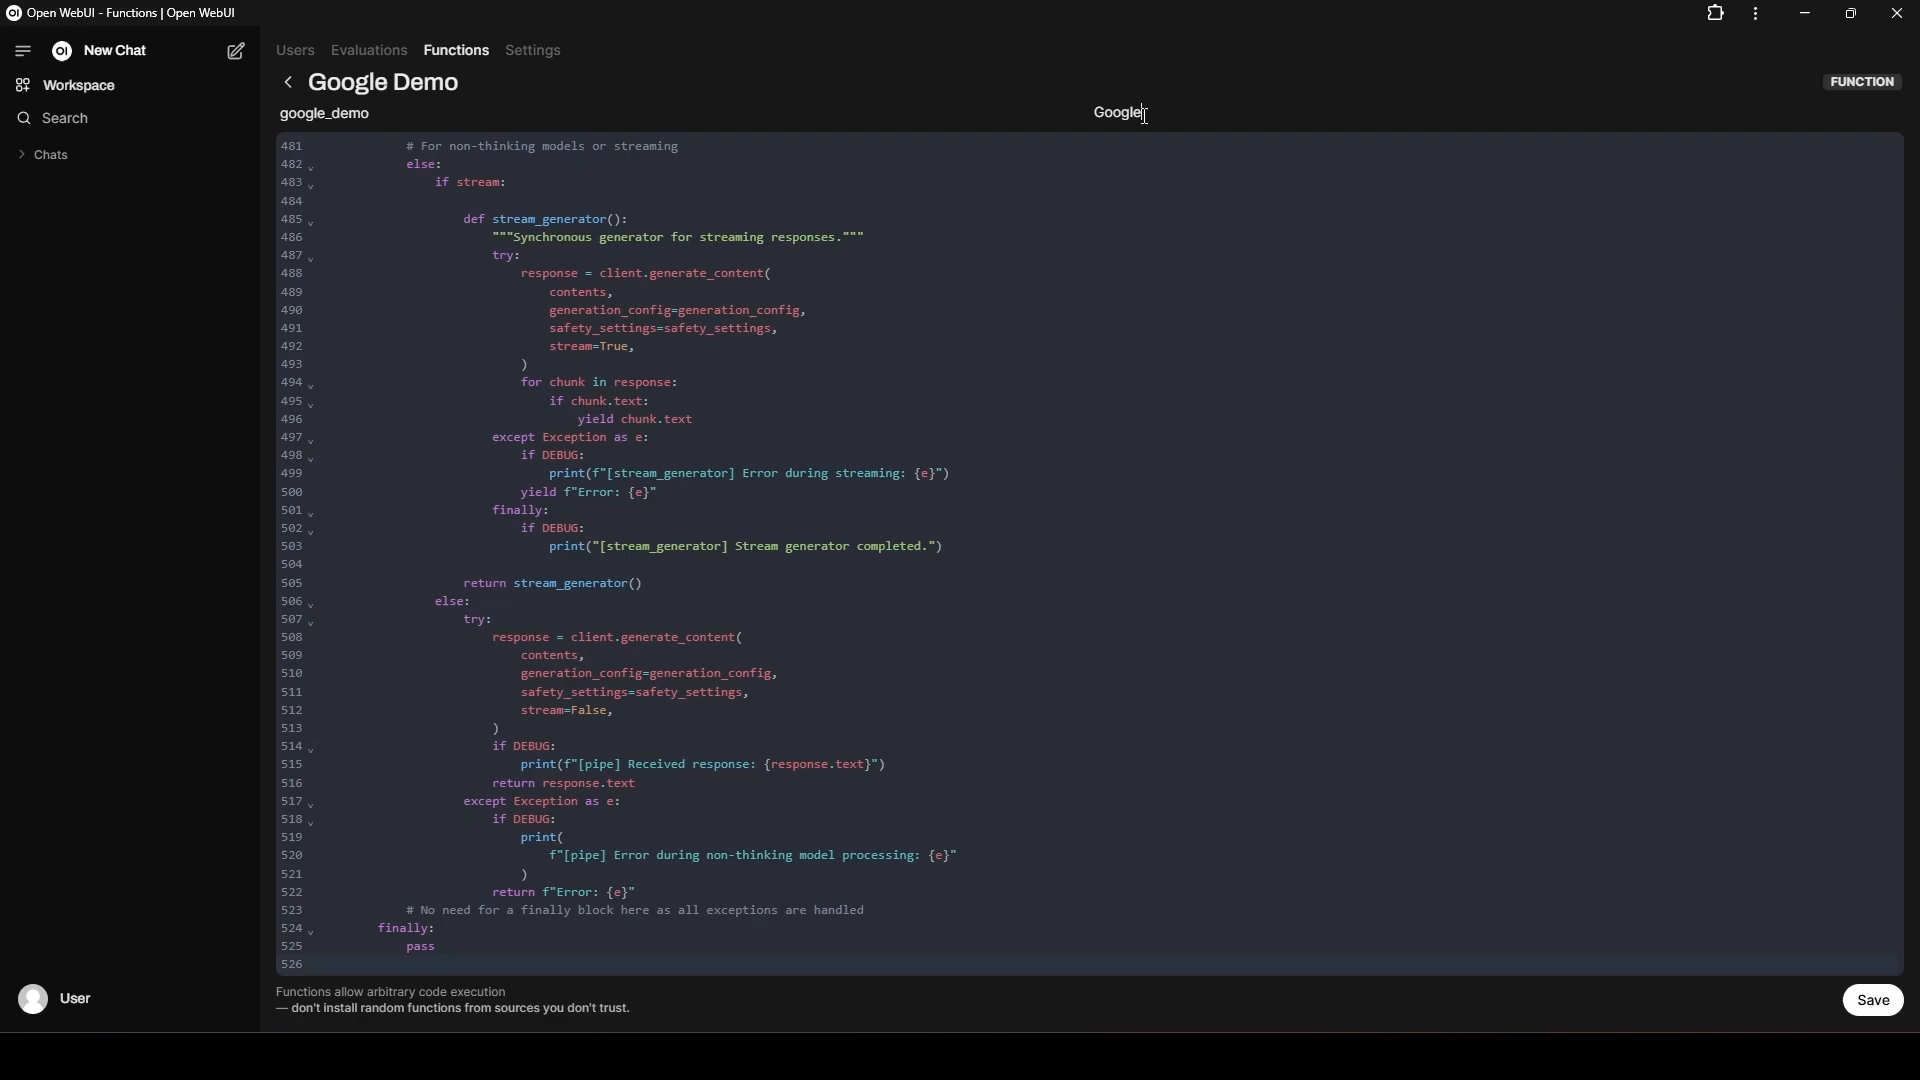 Open WebUI - Functions | Open WebUI
New Chat
Workspace
Search
Chats
Users Evaluations Functions Settings
Google Demo
FUNCTION
google_demo
Google
481 # For non-thinking models or streaming
482 else:
483 if stream:
484
485 def stream_generator():
486 """Synchronous generator for streaming responses."""
487 try:
488 response = client.generate_content(
489 contents,
490 generation_config=generation_config,
491 safety_settings=safety_settings,
492 stream=True,
493 )
494 for chunk in response:
495 if chunk.text:
496 yield chunk.text
497 except Exception as e:
498 if DEBUG:
499 print(f"[stream_generator] Error during streaming: {e}")
500 yield f"Error: {e}"
501 finally:
502 if DEBUG:
503 print("[stream_generator] Stream generator completed.")
504
505 return stream_generator()
506 else:
507 try:
508 response = client.generate_content(
509 contents,
510 generation_config=generation_config,
511 safety_settings=safety_settings,
512 stream=False,
513 )
514 if DEBUG:
515 print(f"[pipe] Received response: {response.text}")
516 return response.text
517 except Exception as e:
518 if DEBUG:
519 print(
520 f"[pipe] Error during non-thinking model processing: {e}"
521 )
522 return f"Error: {e}"
523 # No need for a finally block here as all exceptions are handled
524 finally:
525 pass
526
Functions allow arbitrary code execution
— don't install random functions from sources you don't trust.
Save
User